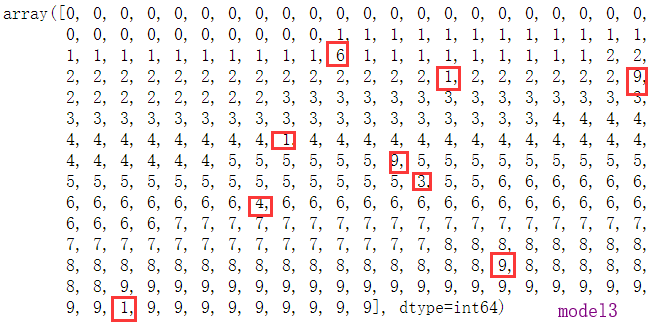 array([0, 0, 0, 0, 0, 0, 0, 0, 0, 0, 0, 0, 0, 0, 0, 0, 0, 0, 0, 0, 0, 0,
0, 0, 0, 0, 0, 0, 0, 0, 0, 0, 1, 1, 1, 1, 1, 1, 1, 1, 1, 1, 1, 1,
1, 1, 1, 1, 1, 1, 1, 1, 1, 1, 6, 1, 1, 1, 1, 1, 1, 1, 1, 1, 2, 2,
2, 2, 2, 2, 2, 2, 2, 2, 2, 2, 2, 2, 2, 2, 1, 2, 2, 2, 2, 2, 2, 9,
2, 2, 2, 2, 2, 2, 2, 2, 3, 3, 3, 3, 3, 3, 3, 3, 3, 3, 3, 3, 3, 3,
3, 3, 3, 3, 3, 3, 3, 3, 3, 3, 3, 3, 3, 3, 3, 3, 3, 3, 4, 4, 4, 4,
4, 4, 4, 4, 4, 4, 4, 4, 1, 4, 4, 4, 4, 4, 4, 4, 4, 4, 4, 4, 4, 4,
4, 4, 4, 4, 4, 4, 5, 5, 5, 5, 5, 5, 9, 5, 5, 5, 5, 5, 5, 5, 5, 5,
5, 5, 5, 5, 5, 5, 5, 5, 5, 5, 5, 5, 5, 3, 5, 5, 6, 6, 6, 6, 6, 6,
6, 6, 6, 6, 6, 6, 6, 4, 6, 6, 6, 6, 6, 6, 6, 6, 6, 6, 6, 6, 6, 6,
6, 6, 6, 6, 7, 7, 7, 7, 7, 7, 7, 7, 7, 7, 7, 7, 7, 7, 7, 7, 7, 7,
7, 7, 7, 7, 7, 7, 7, 7, 7, 7, 7, 7, 7, 7, 8, 8, 8, 8, 8, 8, 8, 8,
8, 8, 8, 8, 8, 8, 8, 8, 8, 8, 8, 8, 8, 8, 8, 8, 9, 8, 8, 8, 8, 8,
8, 8, 9, 9, 9, 9, 9, 9, 9, 9, 9, 9, 9, 9, 9, 9, 9, 9, 9, 9, 9, 9,
9, 9, 1, 9, 9, 9, 9, 9, 9, 9, 9, 9], dtype=int64)
model3